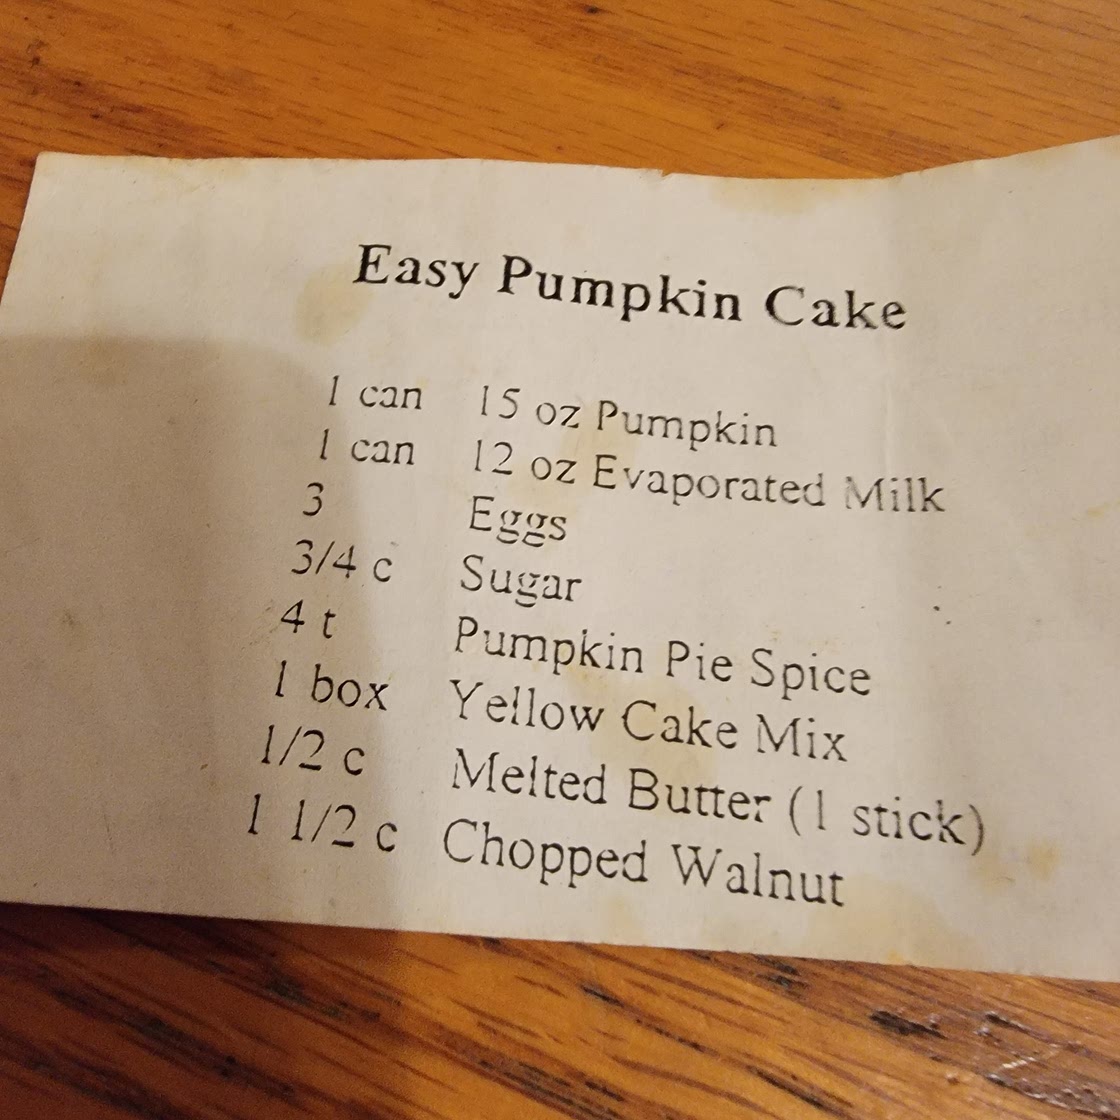 Easy Pumpkin Cake
1 can 15 oz Pumpkin
1 can 12 oz Evaporated Milk
3 Eggs
3/4 c Sugar
4 t Pumpkin Pie Spice
1 box Yellow Cake Mix
1/2 c Melted Butter (1 stick)
1 1/2 c Chopped Walnut